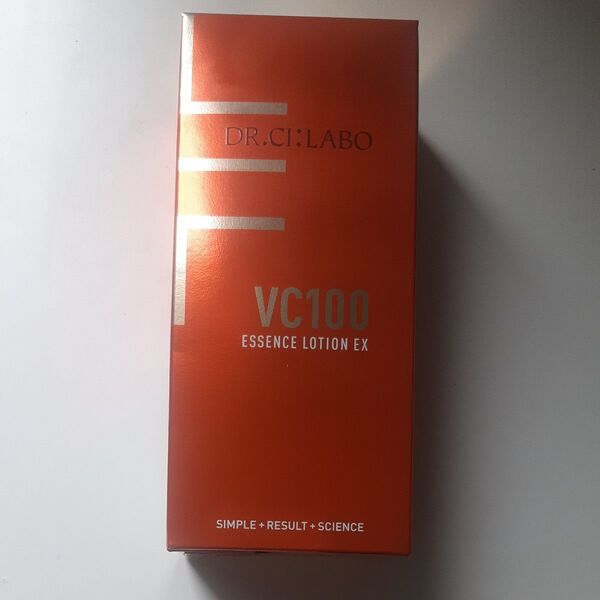 DR.CI:LABO
VC100
ESSENCE LOTION EX
SIMPLE + RESULT + SCIENCE